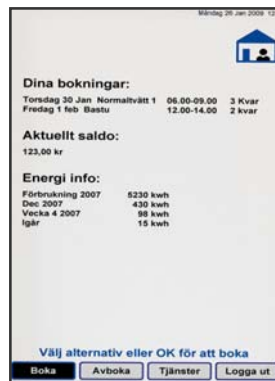 Måndag 26 Jan 2009 12
Dina bokningar:
Torsdag 30 Jan Normaltvätt 1 06.00-09.00 3 Kvar
Fredag 1 feb Bastu 12.00-14.00 2 kvar
Aktuellt saldo:
123,00 kr
Energi info:
Förbrukning 2007 5230 kwh
Dec 2007 430 kwh
Vecka 4 2007 98 kwh
Igår 15 kwh
Välj alternativ eller OK för att boka
Boka Avboka Tjänster Logga ut